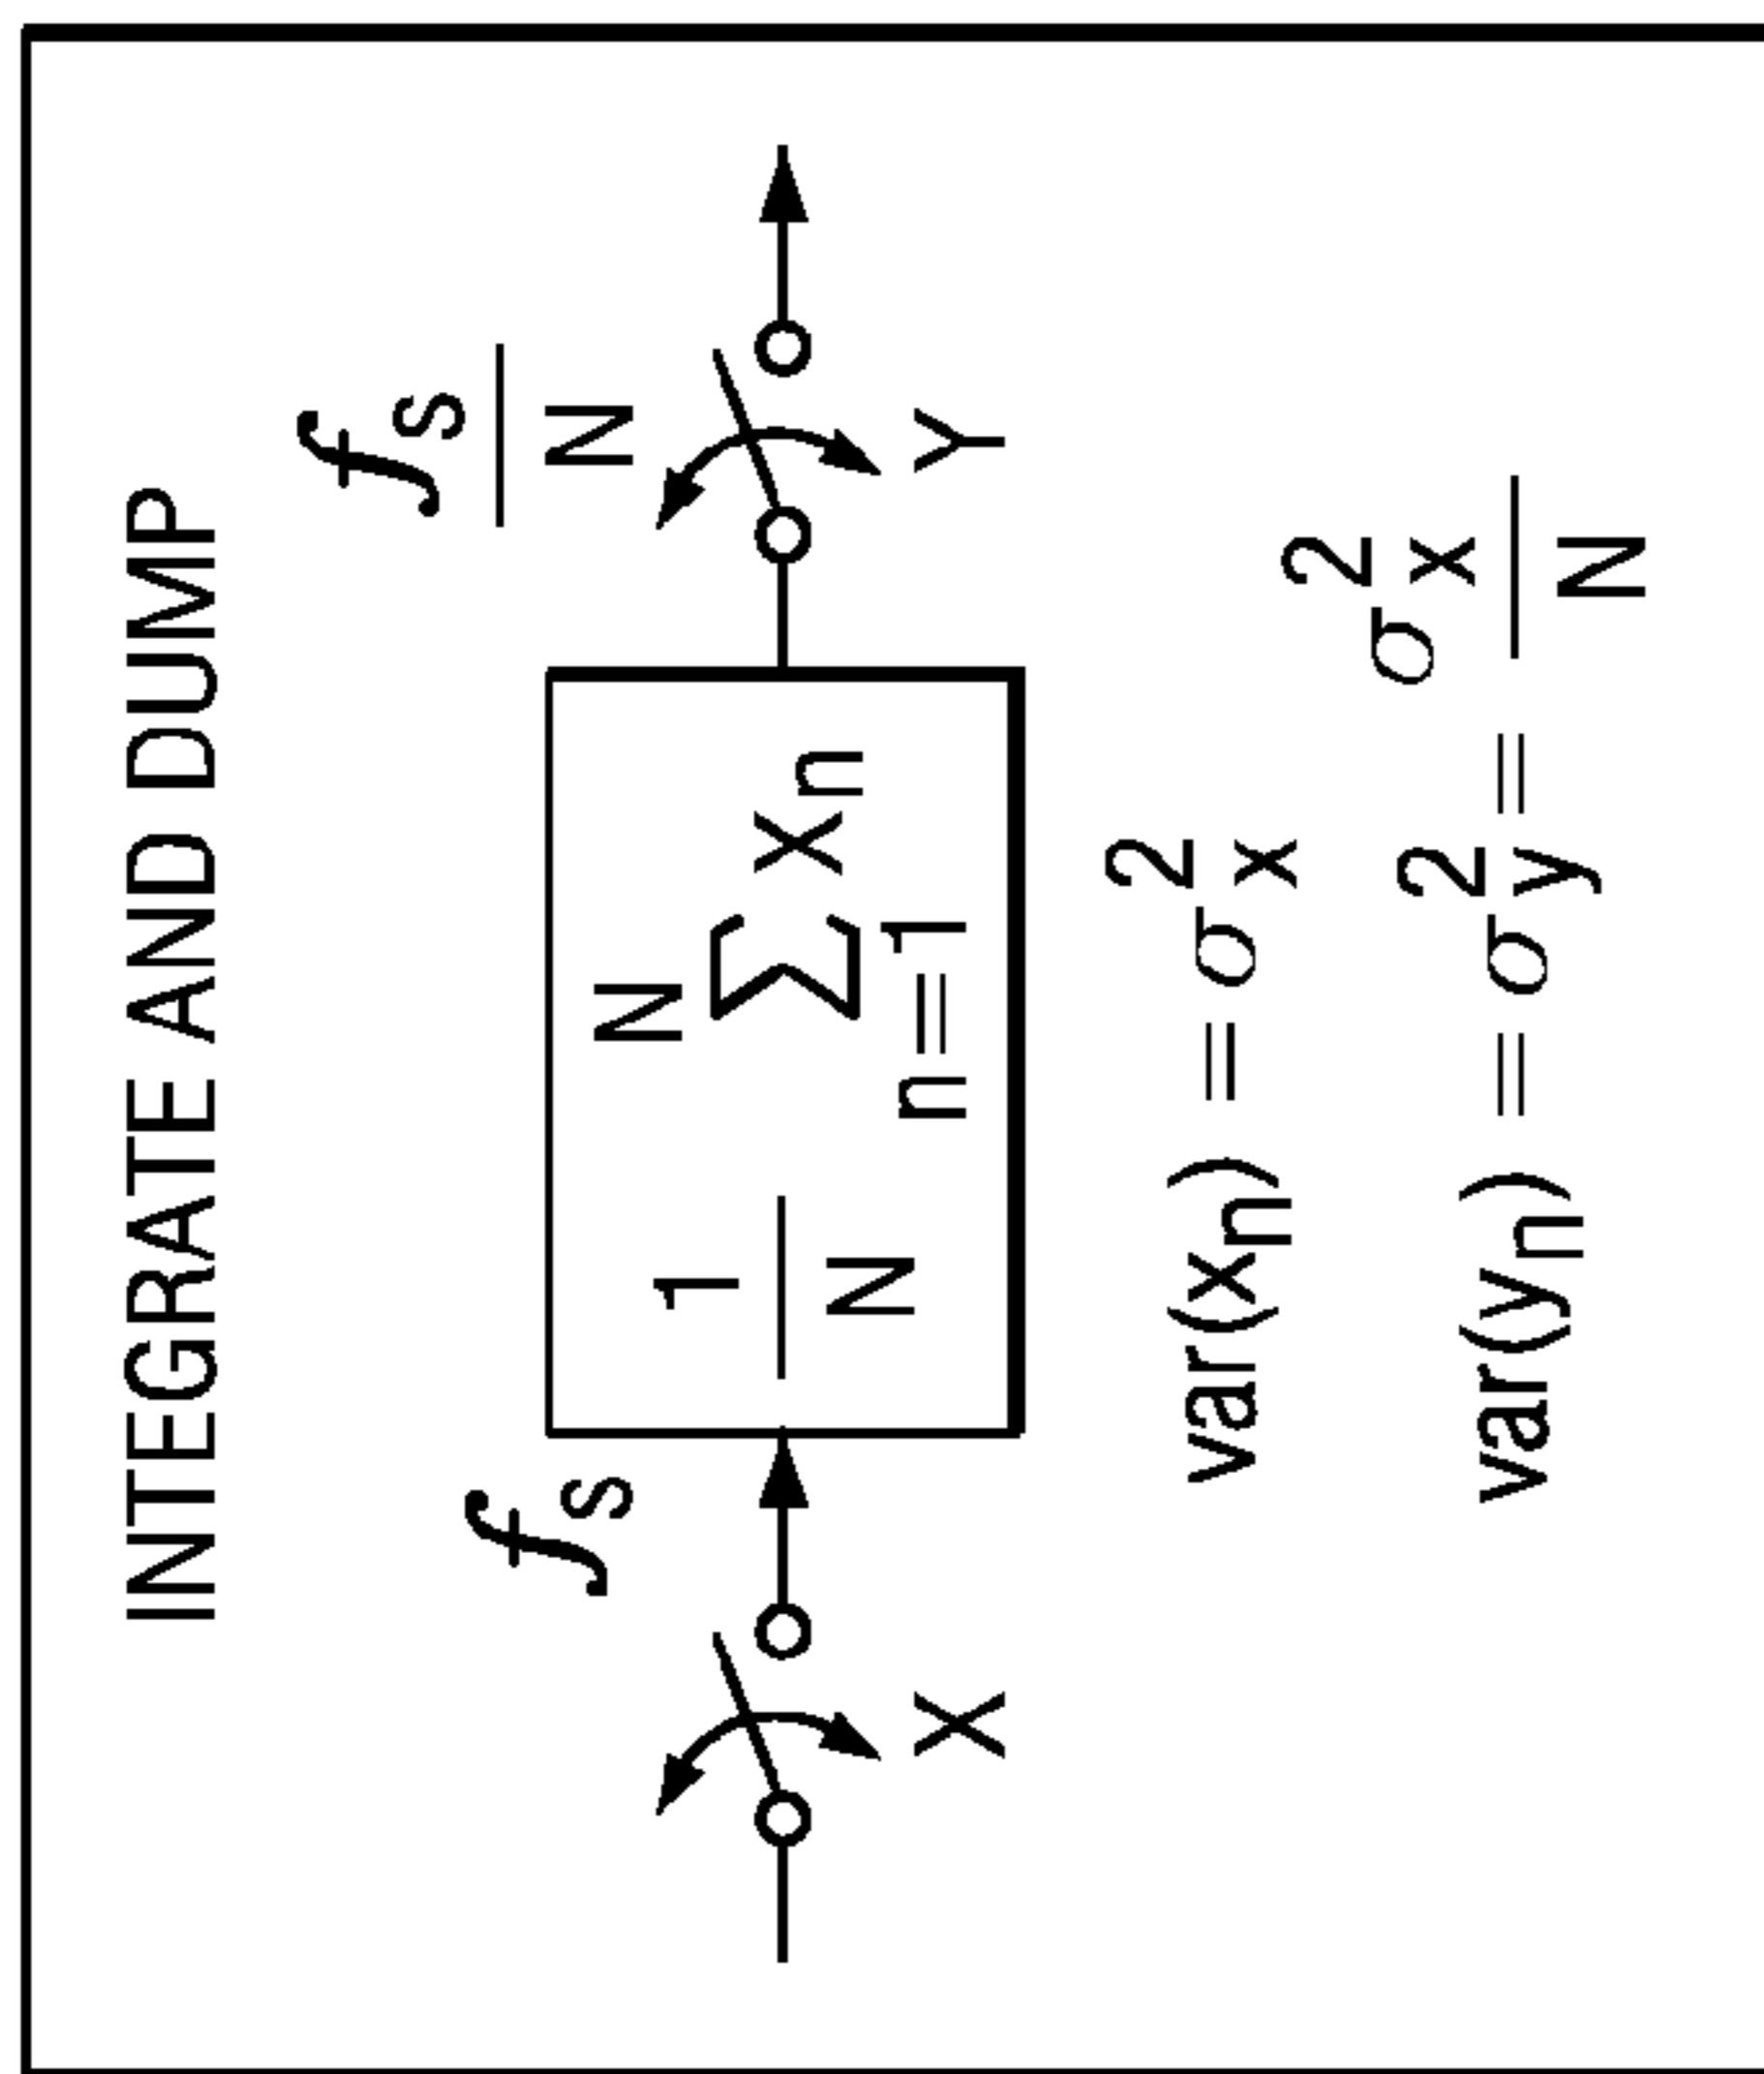 INTEGRATE AND DUMP
f_s
1/N
N
∑ x_n
n=1
f_s/N
X
Y
var(x_n) = σ_x^2
var(y_n) = σ_y^2 = σ_x^2/N